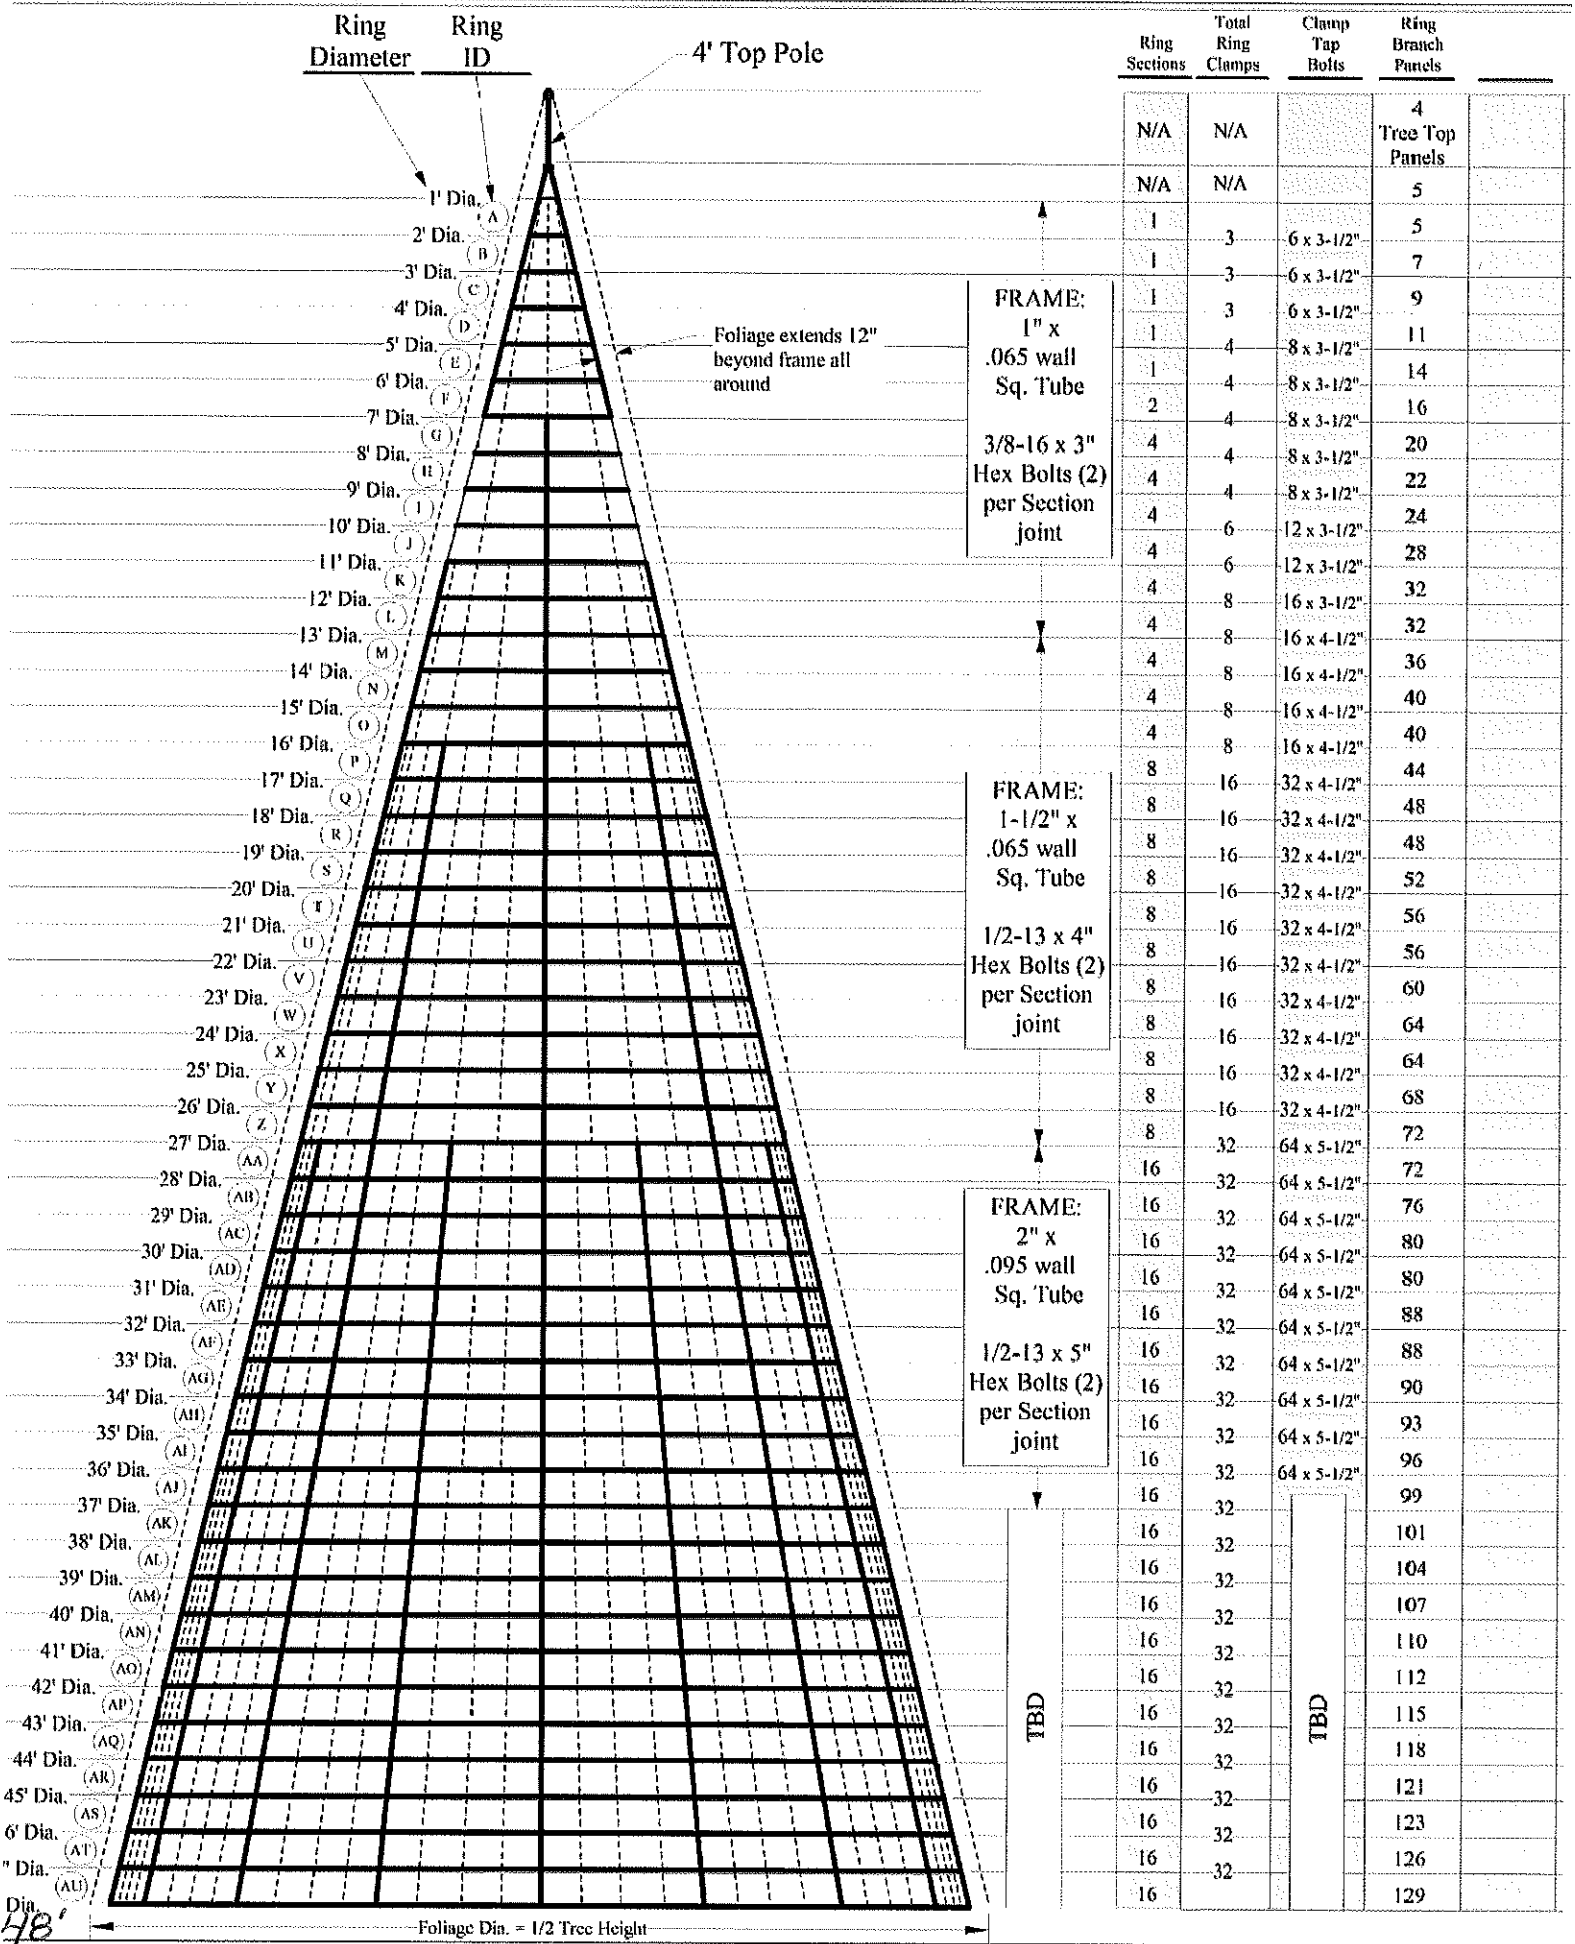 Ring Diameter
Ring ID
4' Top Pole
Ring Sections
Total Ring Clamps
Clamp Tap Bolts
Ring Branch Panels
N/A N/A 4 Tree Top Panels
N/A N/A 5
1' Dia.
A
2' Dia.
B
3' Dia.
C
4' Dia.
D
5' Dia.
E
6' Dia.
F
7' Dia.
G
8' Dia.
H
9' Dia.
I
10' Dia.
J
11' Dia.
K
12' Dia.
L
13' Dia.
M
14' Dia.
N
15' Dia.
O
16' Dia.
P
17' Dia.
Q
18' Dia.
R
19' Dia.
S
20' Dia.
T
21' Dia.
U
22' Dia.
V
23' Dia.
W
24' Dia.
X
25' Dia.
Y
26' Dia.
Z
27' Dia.
AA
28' Dia.
AB
29' Dia.
AC
30' Dia.
AD
31' Dia.
AE
32' Dia.
AF
33' Dia.
AG
34' Dia.
AH
35' Dia.
AI
36' Dia.
AJ
37' Dia.
AK
38' Dia.
AL
39' Dia.
AM
40' Dia.
AN
41' Dia.
AO
42' Dia.
AP
43' Dia.
AQ
44' Dia.
AR
45' Dia.
AS
6' Dia.
AT
" Dia.
AU
Dia.
48'
Foliage extends 12"
beyond frame all
around
Foliage Dia. = 1/2 Tree Height
FRAME:
1" x
.065 wall
Sq. Tube
3/8-16 x 3"
Hex Bolts (2)
per Section
joint
FRAME:
1-1/2" x
.065 wall
Sq. Tube
1/2-13 x 4"
Hex Bolts (2)
per Section
joint
FRAME:
2" x
.095 wall
Sq. Tube
1/2-13 x 5"
Hex Bolts (2)
per Section
joint
TBD
1 5
3 6 x 3-1/2"
1 7
3 6 x 3-1/2"
1 9
3 6 x 3-1/2"
1 11
4 8 x 3-1/2"
1 14
4 8 x 3-1/2"
2 16
4 8 x 3-1/2"
4 20
4 8 x 3-1/2"
4 22
4 8 x 3-1/2"
4 24
6 12 x 3-1/2"
4 28
6 12 x 3-1/2"
4 32
8 16 x 3-1/2"
4 32
8 16 x 4-1/2"
4 36
8 16 x 4-1/2"
4 40
8 16 x 4-1/2"
4 40
8 16 x 4-1/2"
8 44
16 32 x 4-1/2"
8 48
16 32 x 4-1/2"
8 48
16 32 x 4-1/2"
8 52
16 32 x 4-1/2"
8 56
16 32 x 4-1/2"
8 56
16 32 x 4-1/2"
8 60
16 32 x 4-1/2"
8 64
16 32 x 4-1/2"
8 64
16 32 x 4-1/2"
8 68
16 32 x 4-1/2"
8 72
32 64 x 5-1/2"
16 72
32 64 x 5-1/2"
16 76
32 64 x 5-1/2"
16 80
32 64 x 5-1/2"
16 80
32 64 x 5-1/2"
16 88
32 64 x 5-1/2"
16 88
32 64 x 5-1/2"
16 90
32 64 x 5-1/2"
16 93
32 64 x 5-1/2"
16 96
32 64 x 5-1/2"
16 99
32
16 101
32
16 104
32
16 107
32
16 110
32
16 112
32
16 115
32
16 118
32
16 121
32
16 123
32
16 126
32
16 129
TBD